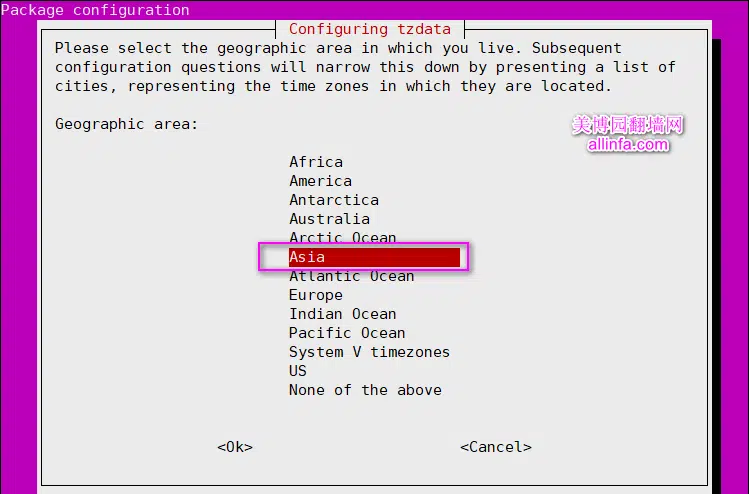 Package configuration
Configuring tzdata
Please select the geographic area in which you live. Subsequent
configuration questions will narrow this down by presenting a list of
cities, representing the time zones in which they are located.
Geographic area:
美博园翻墙网
allinfa.com
Africa
America
Antarctica
Australia
Arctic Ocean
Asia
Atlantic Ocean
Europe
Indian Ocean
Pacific Ocean
System V timezones
US
None of the above
<Ok> <Cancel>